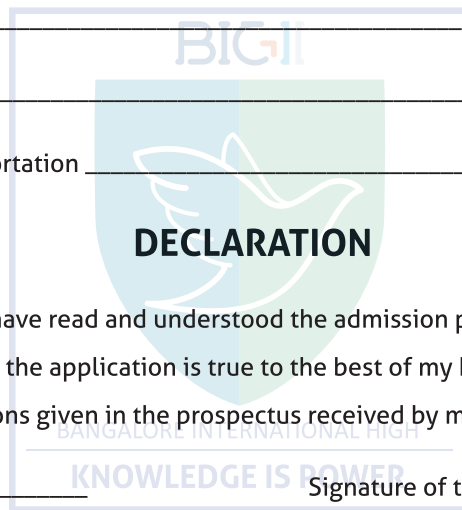 BIGH
ortation
DECLARATION
have read and understood the admission p
the application is true to the best of my
ons given in the prospectus received by m
BANGALORE INTERNATIONAL HIGH
KNOWLEDGE IS POWER
Signature of t